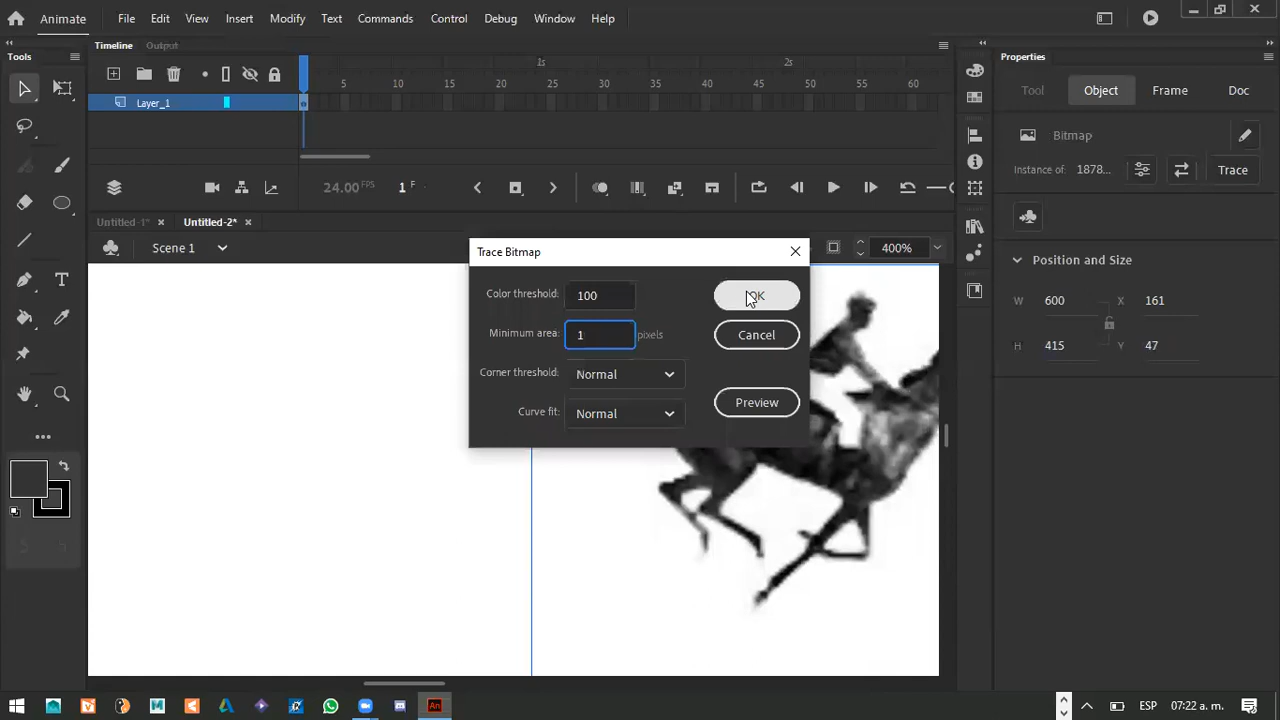 Animate File Edit View Insert Modify Text Commands Control Debug Window Help
Tools
Timeline Output
Properties
1s 2s
5 10 15 20 25 30 35 40 45 50 55 60
Tool Object Frame Doc
Layer_1
Bitmap
Instance of: 1878... Trace
24.00 FPS 1 F
Untitled-1* Untitled-2*
Scene 1
400%
Trace Bitmap
Color threshold: 100
OK
Minimum area: 1 pixels
Cancel
Corner threshold: Normal
Preview
Curve fit: Normal
Position and Size
W 600 X 161
H 415 Y 47
An
ESP 07:22 a. m.